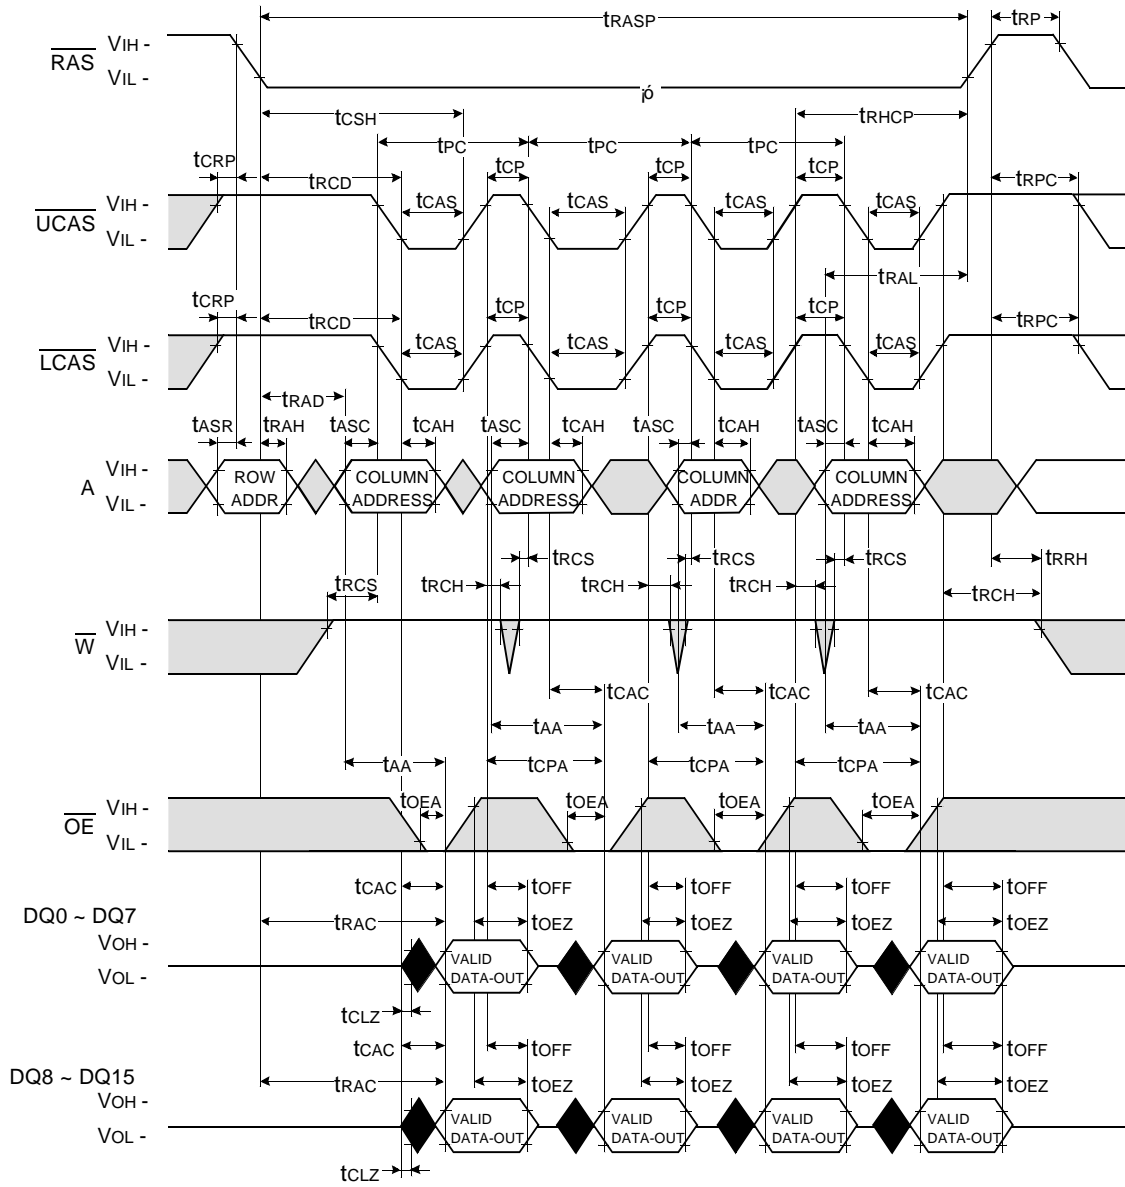 tRASP tRP
RAS VIH -
VIL -
¡ó
tCSH tRHCP
tPC tPC tPC
tCRP tCP tCP tCP
tRCD tRPC
UCAS VIH - tCAS tCAS tCAS tCAS
VIL -
tRAL
tCRP tCP tCP tCP
tRCD tRPC
LCAS VIH - tCAS tCAS tCAS tCAS
VIL -
tRAD
tASR tRAH tASC tCAH tASC tCAH tASC tCAH tASC tCAH
A VIH - ROW COLUMN COLUMN COLUMN COLUMN
VIL - ADDR ADDRESS ADDRESS ADDR ADDRESS
tRCS tRCS tRCS tRRH
tRCS tRCH tRCH tRCH tRCH
W VIH -
VIL -
tCAC tCAC tCAC
tAA tAA tAA
tAA tCPA tCPA tCPA
OE VIH - tOEA tOEA tOEA tOEA
VIL -
tCAC tOFF tOFF tOFF tOFF
DQ0 ~ DQ7 tRAC tOEZ tOEZ tOEZ tOEZ
VOH - VALID VALID VALID VALID
VOL - DATA-OUT DATA-OUT DATA-OUT DATA-OUT
tCLZ
tCAC tOFF tOFF tOFF tOFF
DQ8 ~ DQ15 tRAC tOEZ tOEZ tOEZ tOEZ
VOH - VALID VALID VALID VALID
VOL - DATA-OUT DATA-OUT DATA-OUT DATA-OUT
tCLZ